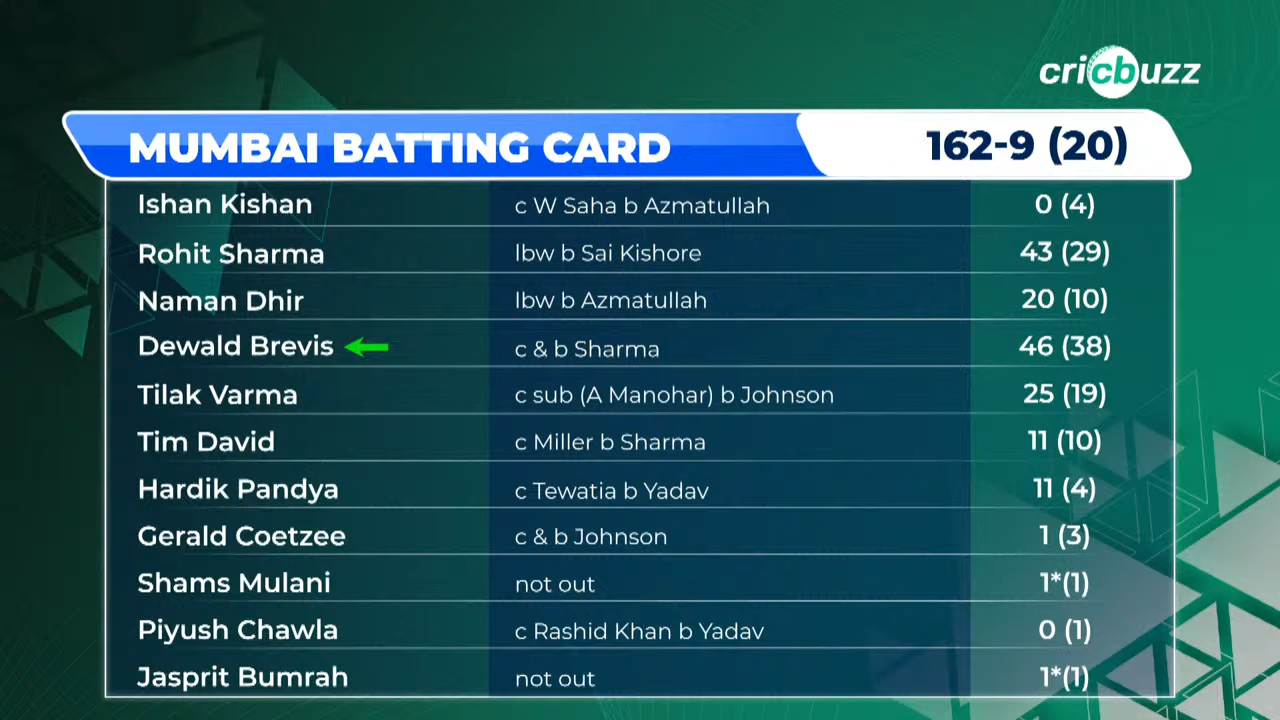 cricbuzz
MUMBAI BATTING CARD 162-9 (20)
Ishan Kishan c W Saha b Azmatullah 0 (4)
Rohit Sharma lbw b Sai Kishore 43 (29)
Naman Dhir lbw b Azmatullah 20 (10)
Dewald Brevis c & b Sharma 46 (38)
Tilak Varma c sub (A Manohar) b Johnson 25 (19)
Tim David c Miller b Sharma 11 (10)
Hardik Pandya c Tewatia b Yadav 11 (4)
Gerald Coetzee c & b Johnson 1 (3)
Shams Mulani not out 1*(1)
Piyush Chawla c Rashid Khan b Yadav 0 (1)
Jasprit Bumrah not out 1*(1)